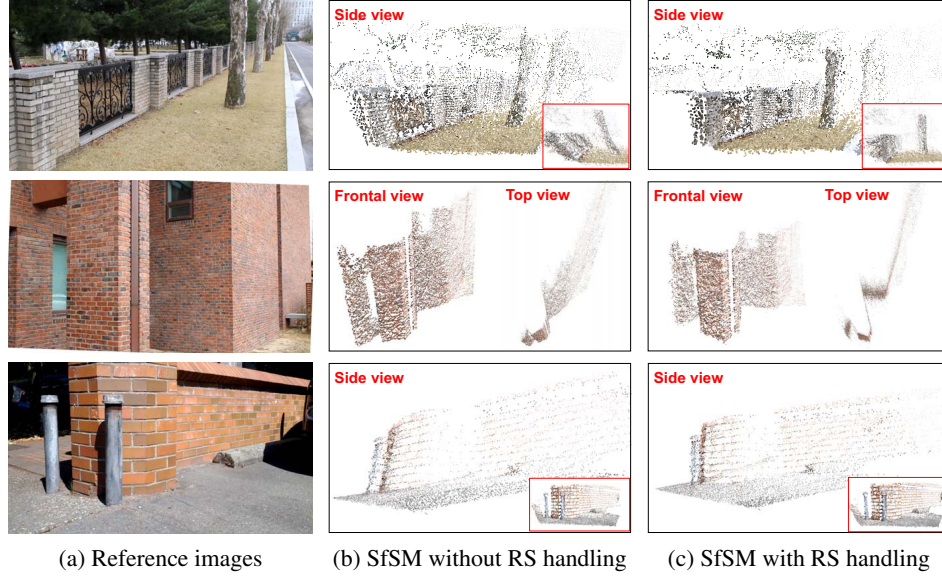 Side view
Side view
Frontal view
Top view
Frontal view
Top view
Side view
Side view
(a) Reference images
(b) SfSM without RS handling
(c) SfSM with RS handling